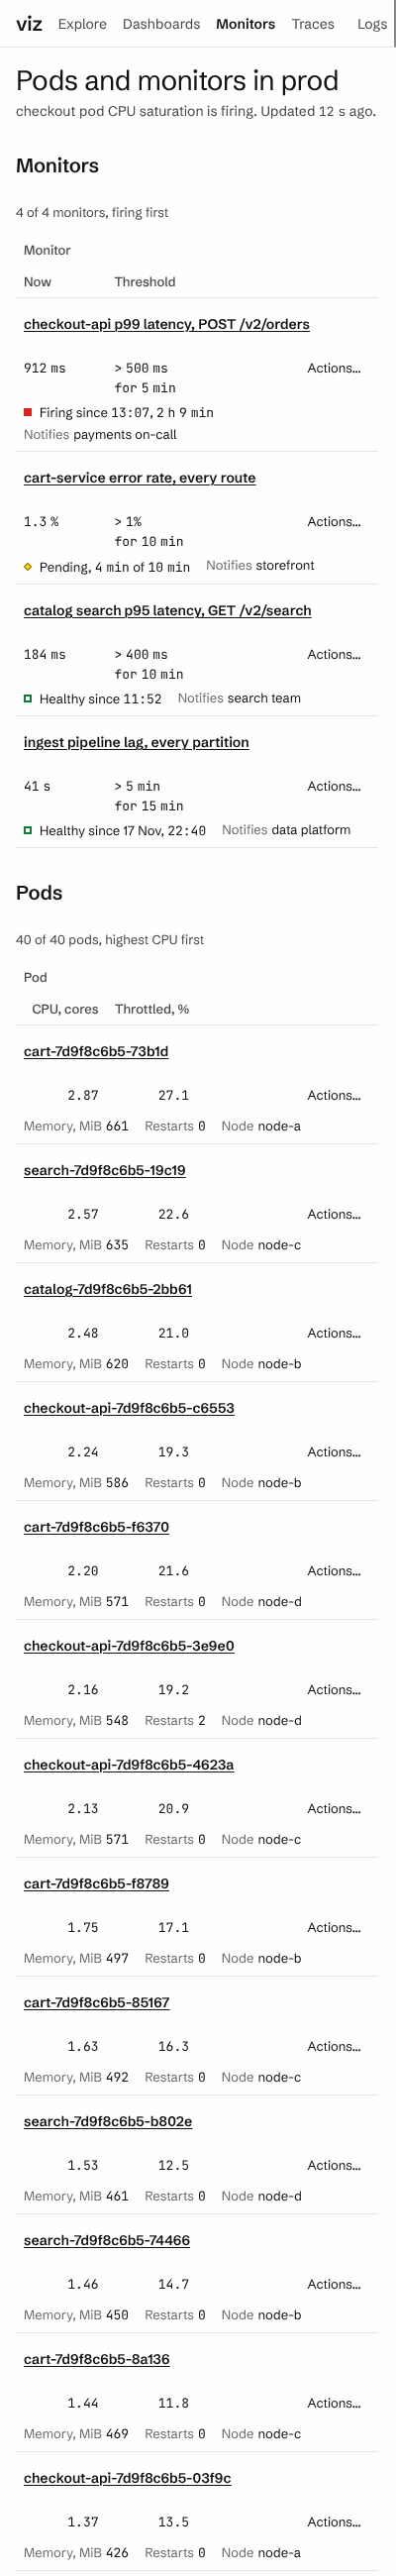 viz Explore Dashboards Monitors Traces Logs
Pods and monitors in prod
checkout pod CPU saturation is firing. Updated 12 s ago.
Monitors
4 of 4 monitors, firing first
Monitor
Now Threshold
checkout-api p99 latency, POST /v2/orders
912 ms > 500 ms Actions...
for 5 min
Firing since 13:07, 2 h 9 min
Notifies payments on-call
cart-service error rate, every route
1.3 % > 1% Actions...
for 10 min
Pending, 4 min of 10 min Notifies storefront
catalog search p95 latency, GET /v2/search
184 ms > 400 ms Actions...
for 10 min
Healthy since 11:52 Notifies search team
ingest pipeline lag, every partition
41 s > 5 min Actions...
for 15 min
Healthy since 17 Nov, 22:40 Notifies data platform
Pods
40 of 40 pods, highest CPU first
Pod
CPU, cores Throttled, %
cart-7d9f8c6b5-73b1d
2.87 27.1 Actions...
Memory, MiB 661 Restarts 0 Node node-a
search-7d9f8c6b5-19c19
2.57 22.6 Actions...
Memory, MiB 635 Restarts 0 Node node-c
catalog-7d9f8c6b5-2bb61
2.48 21.0 Actions...
Memory, MiB 620 Restarts 0 Node node-b
checkout-api-7d9f8c6b5-c6553
2.24 19.3 Actions...
Memory, MiB 586 Restarts 0 Node node-b
cart-7d9f8c6b5-f6370
2.20 21.6 Actions...
Memory, MiB 571 Restarts 0 Node node-d
checkout-api-7d9f8c6b5-3e9e0
2.16 19.2 Actions...
Memory, MiB 548 Restarts 2 Node node-d
checkout-api-7d9f8c6b5-4623a
2.13 20.9 Actions...
Memory, MiB 571 Restarts 0 Node node-c
cart-7d9f8c6b5-f8789
1.75 17.1 Actions...
Memory, MiB 497 Restarts 0 Node node-b
cart-7d9f8c6b5-85167
1.63 16.3 Actions...
Memory, MiB 492 Restarts 0 Node node-c
search-7d9f8c6b5-b802e
1.53 12.5 Actions...
Memory, MiB 461 Restarts 0 Node node-d
search-7d9f8c6b5-74466
1.46 14.7 Actions...
Memory, MiB 450 Restarts 0 Node node-b
cart-7d9f8c6b5-8a136
1.44 11.8 Actions...
Memory, MiB 469 Restarts 0 Node node-c
checkout-api-7d9f8c6b5-03f9c
1.37 13.5 Actions...
Memory, MiB 426 Restarts 0 Node node-a